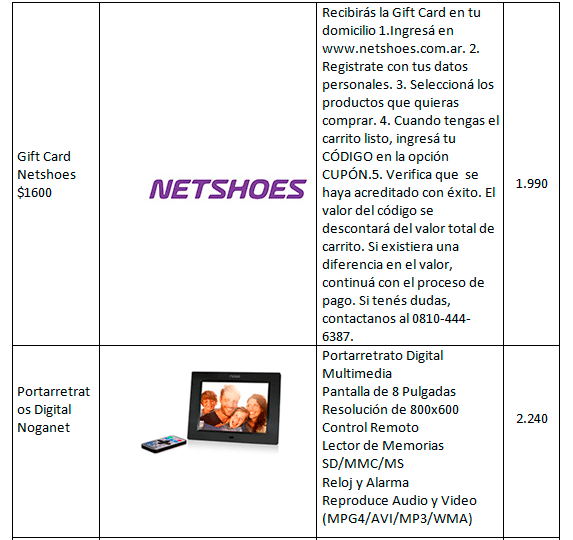 Gift Card
Netshoes
$1600
NETSHOES
Recibirás la Gift Card en tu
domicilio 1.Ingresá en
www.netshoes.com.ar. 2.
Registrate con tus datos
personales. 3. Seleccioná los
productos que quieras
comprar. 4. Cuando tengas el
carrito listo, ingresá tu
CÓDIGO en la opción
CUPÓN.5. Verifica que  se
haya acreditado con éxito. El
valor del código se
descontará del valor total de
carrito. Si existiera una
diferencia en el valor,
continuá con el proceso de
pago. Si tenés dudas,
contactanos al 0810-444-
6387.
1.990
Portarretrat
os Digital
Noganet
Portarretrato Digital
Multimedia
Pantalla de 8 Pulgadas
Resolución de 800x600
Control Remoto
Lector de Memorias
SD/MMC/MS
Reloj y Alarma
Reproduce Audio y Video
(MPG4/AVI/MP3/WMA)
2.240